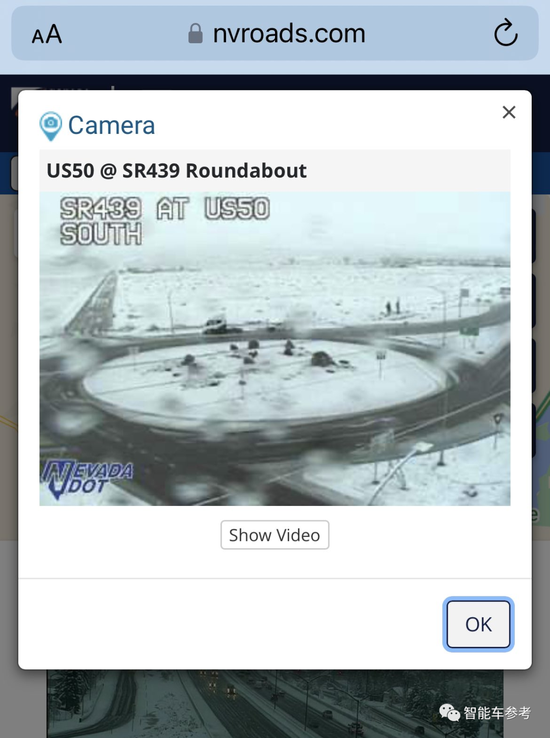 AA
nvroads.com
Camera
×
US50 @ SR439 Roundabout
SR439 AT US50
SOUTH
NEVADA
DOT
Show Video
OK
智能车参考